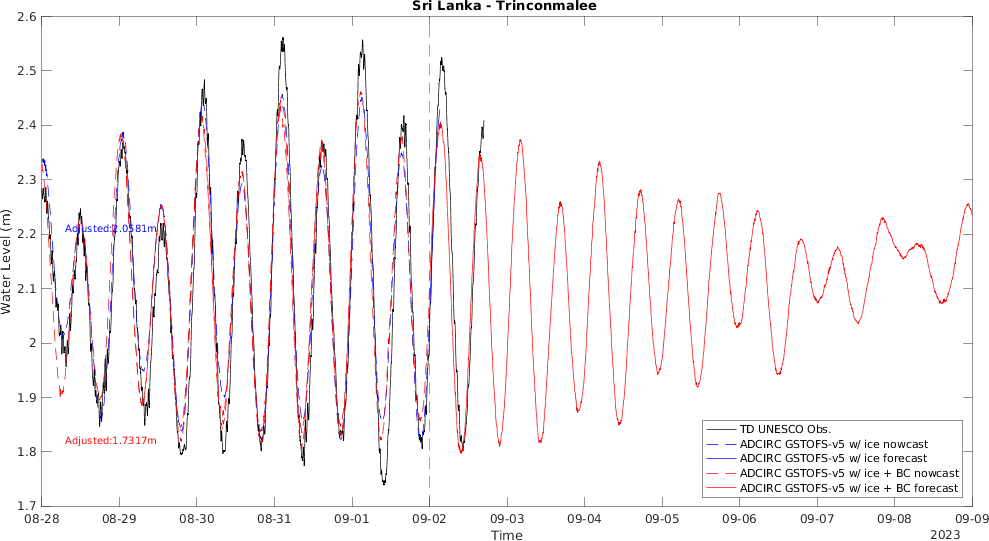 Sri Lanka - Trinconmalee
2.6
2.5
2.4
2.3
2.2
2.1
2
1.9
1.8
1.7
Water Level (m)
Adjusted:2.0581m
Adjusted:1.7317m
TD UNESCO Obs.
ADCIRC GSTOFS-v5 w/ ice nowcast
ADCIRC GSTOFS-v5 w/ ice forecast
ADCIRC GSTOFS-v5 w/ ice + BC nowcast
ADCIRC GSTOFS-v5 w/ ice + BC forecast
08-28 08-29 08-30 08-31 09-01 09-02 09-03 09-04 09-05 09-06 09-07 09-08 09-09
Time
2023